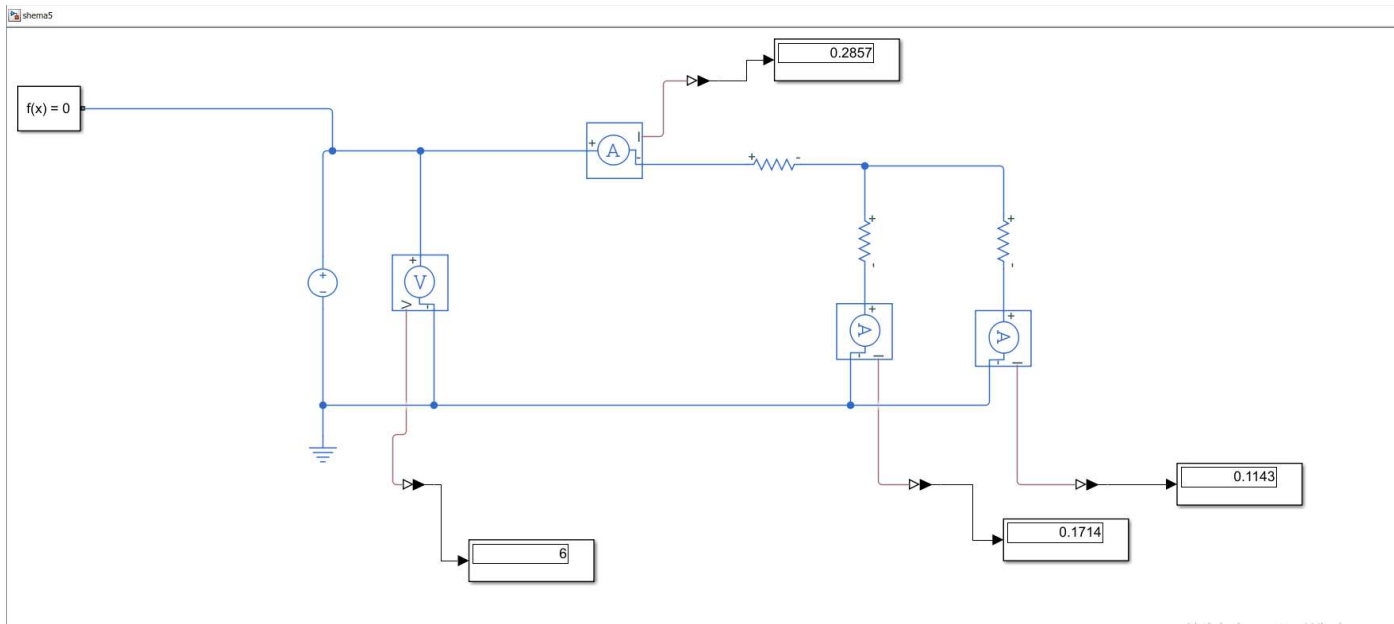 shema5
0.2857
f(x) = 0
+
A
I
-
+
-
+
+
+
-
+
V
V
-
-
-
+
A
-
I
+
A
-
I
0.1143
0.1714
6